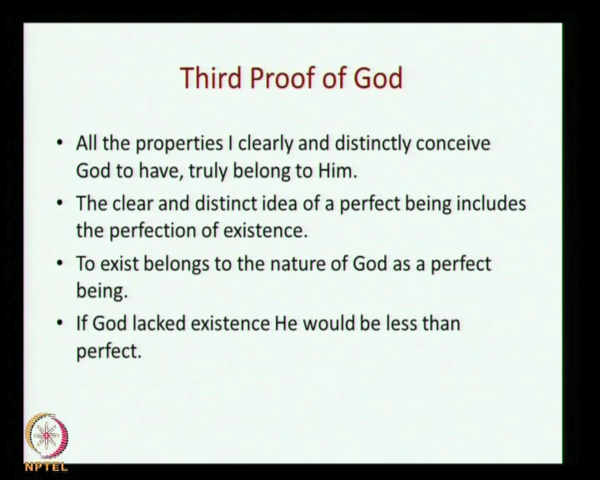 Third Proof of God
• All the properties I clearly and distinctly conceive
God to have, truly belong to Him.
• The clear and distinct idea of a perfect being includes
the perfection of existence.
• To exist belongs to the nature of God as a perfect
being.
• If God lacked existence He would be less than
perfect.
NPTEL